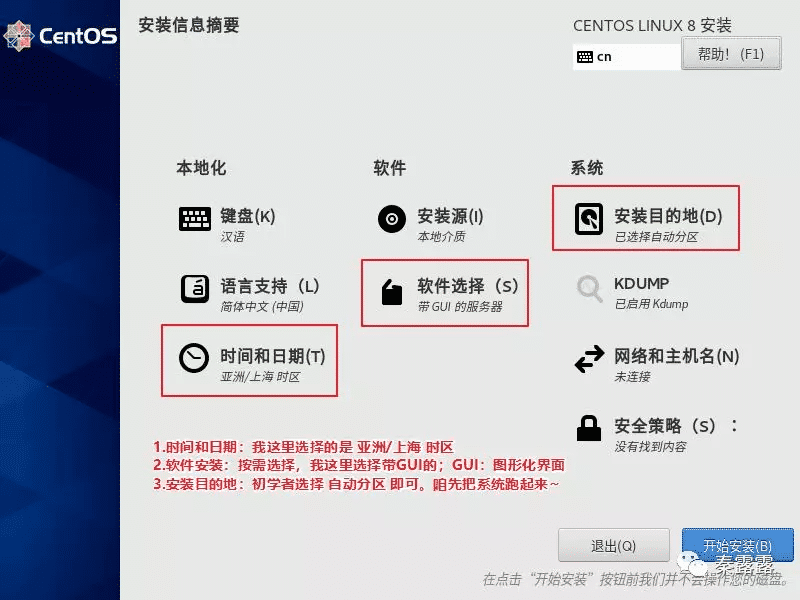 CentOS
安装信息摘要
CENTOS LINUX 8 安装
cn
帮助! (F1)
本地化
软件
系统
键盘(K)
汉语
安装源(I)
本地介质
安装目的地(D)
已选择自动分区
语言支持（L）
简体中文 (中国)
软件选择（S）
带 GUI 的服务器
KDUMP
已启用 Kdump
时间和日期(T)
亚洲/上海 时区
网络和主机名(N)
未连接
安全策略（S）：
没有找到内容
1.时间和日期：我这里选择的是 亚洲/上海 时区
2.软件安装：按需选择，我这里选择带GUI的；GUI：图形化界面
3.安装目的地：初学者选择 自动分区 即可。咱先把系统跑起来~
退出(Q)
开始安装(B)
秦露露
在点击“开始安装”按钮前我们并不会操作您的磁盘。